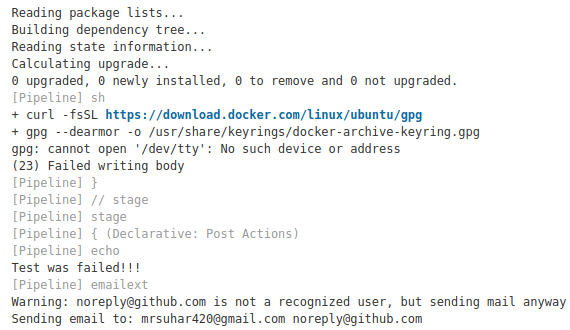 Reading package lists...
Building dependency tree...
Reading state information...
Calculating upgrade...
0 upgraded, 0 newly installed, 0 to remove and 0 not upgraded.
[Pipeline] sh
+ curl -fsSL https://download.docker.com/linux/ubuntu/gpg
+ gpg --dearmor -o /usr/share/keyrings/docker-archive-keyring.gpg
gpg: cannot open '/dev/tty': No such device or address
(23) Failed writing body
[Pipeline] }
[Pipeline] // stage
[Pipeline] stage
[Pipeline] { (Declarative: Post Actions)
[Pipeline] echo
Test was failed!!!
[Pipeline] emailext
Warning: noreply@github.com is not a recognized user, but sending mail anyway
Sending email to: mrsuhar420@gmail.com noreply@github.com